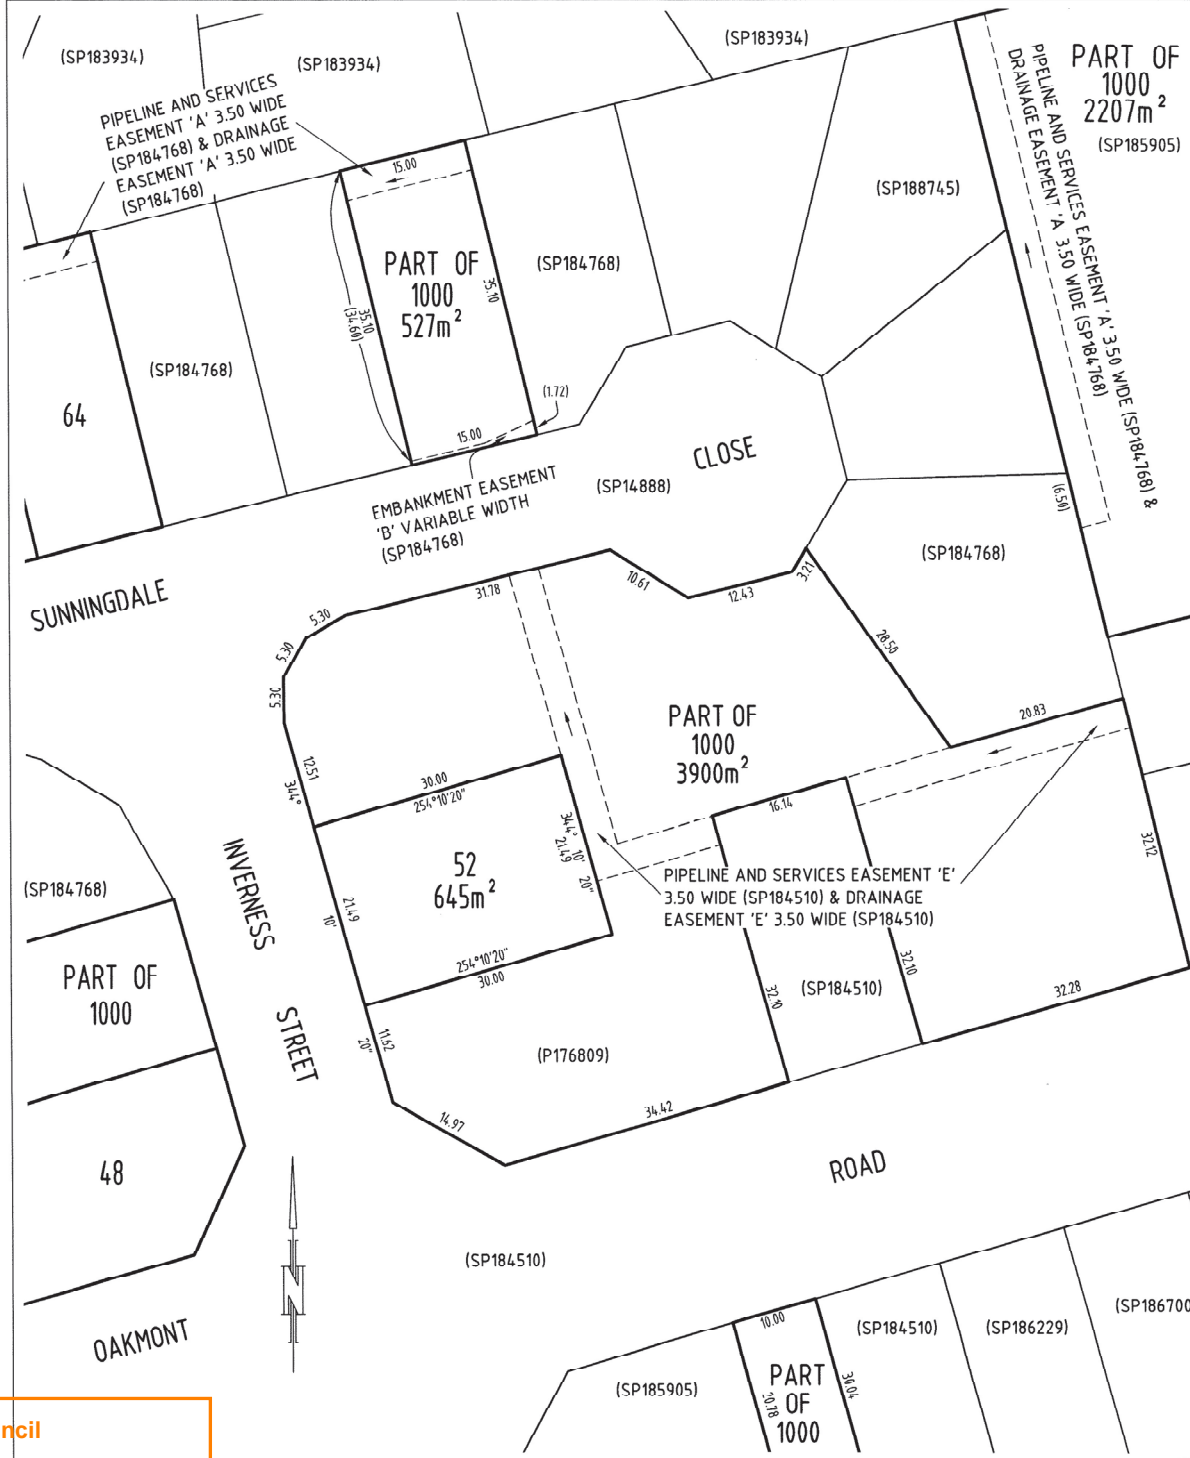 (SP183934)
(SP183934)
(SP183934)
PIPELINE AND SERVICES
EASEMENT 'A' 3.50 WIDE
(SP184768) & DRAINAGE
EASEMENT 'A' 3.50 WIDE
(SP184768)
PART OF
1000
2207m²
(SP185905)
PIPELINE AND SERVICES EASEMENT 'A' 3.50 WIDE (SP184768) &
DRAINAGE EASEMENT 'A 3.50 WIDE (SP184768)
15.00
(SP188745)
PART OF
1000
527m²
35.10
35.10
(34.60)
(SP184768)
(SP184768)
64
(1.72)
15.00
CLOSE
(SP14888)
EMBANKMENT EASEMENT
'B' VARIABLE WIDTH
(SP184768)
(6.50)
(SP184768)
SUNNINGDALE
31.78
10.61
12.43
3.21
5.30
5.30
5.30
28.50
PART OF
1000
3900m²
20.83
12.51
344°
30.00
254°10'20"
16.14
344° 10' 20"
21.49
32.12
52
645m²
INVERNESS
STREET
(SP184768)
21.49
10'
PIPELINE AND SERVICES EASEMENT 'E'
3.50 WIDE (SP184510) & DRAINAGE
EASEMENT 'E' 3.50 WIDE (SP184510)
254°10'20"
30.00
PART OF
1000
32.10
(SP184510)
32.10
32.28
11.62
20"
(P176809)
14.97
34.42
48
ROAD
(SP184510)
OAKMONT
10.00
(SP184510)
(SP186229)
(SP186700
(SP185905)
PART
OF
1000
30.04
ncil